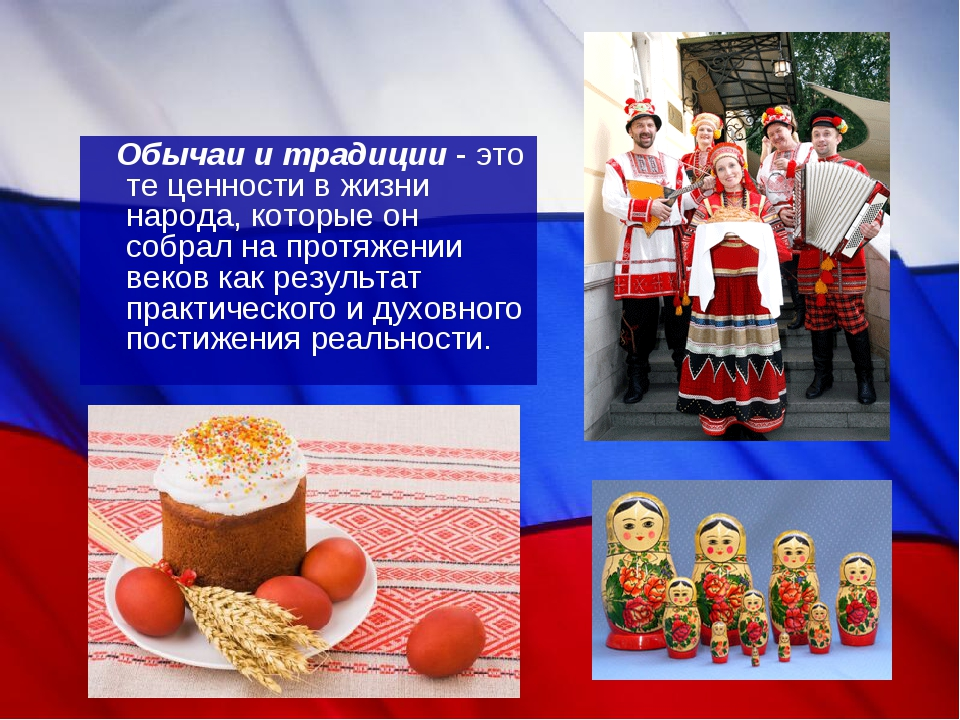 Обычаи и традиции - это
те ценности в жизни
народа, которые он
собрал на протяжении
веков как результат
практического и духовного
постижения реальности.